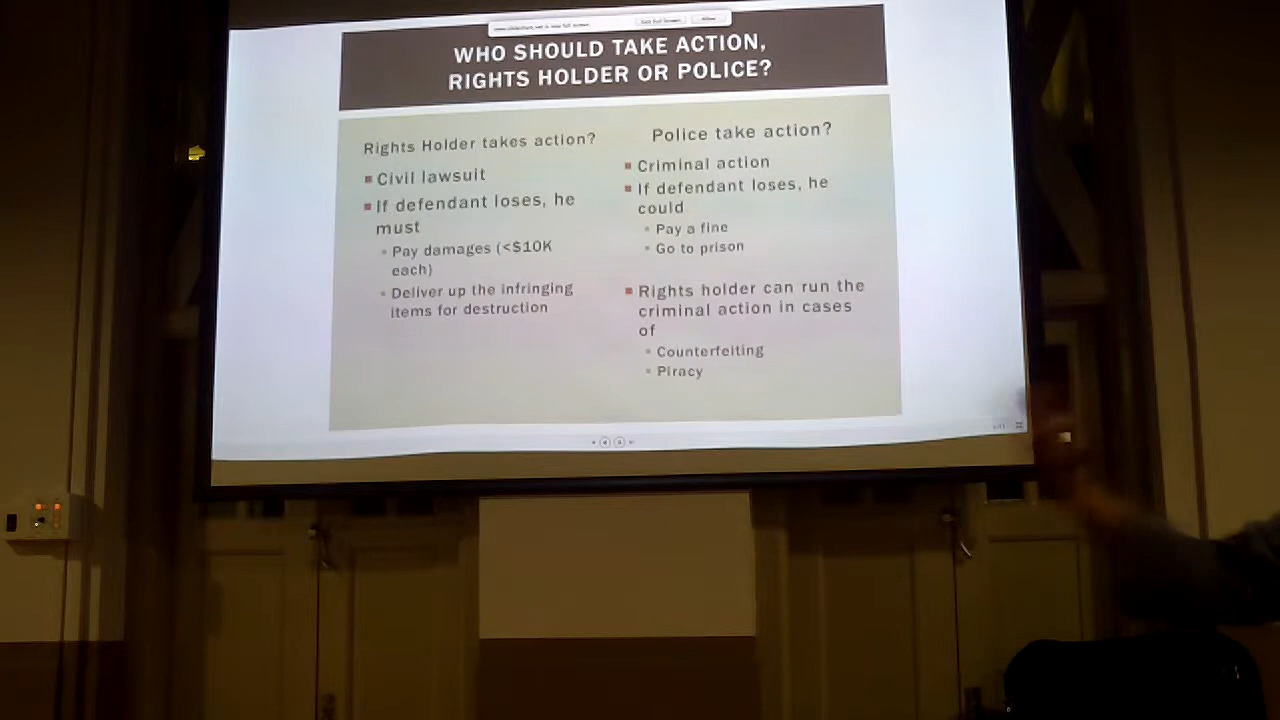 WHO SHOULD TAKE ACTION,
RIGHTS HOLDER OR POLICE?
Rights Holder takes action?
Civil lawsuit
If defendant loses, he
must
Pay damages (<$10K
each)
Deliver up the infringing
items for destruction
Police take action?
Criminal action
If defendant loses, he
could
Pay a fine
Go to prison
Rights holder can run the
criminal action in cases
of
Counterfeiting
Piracy